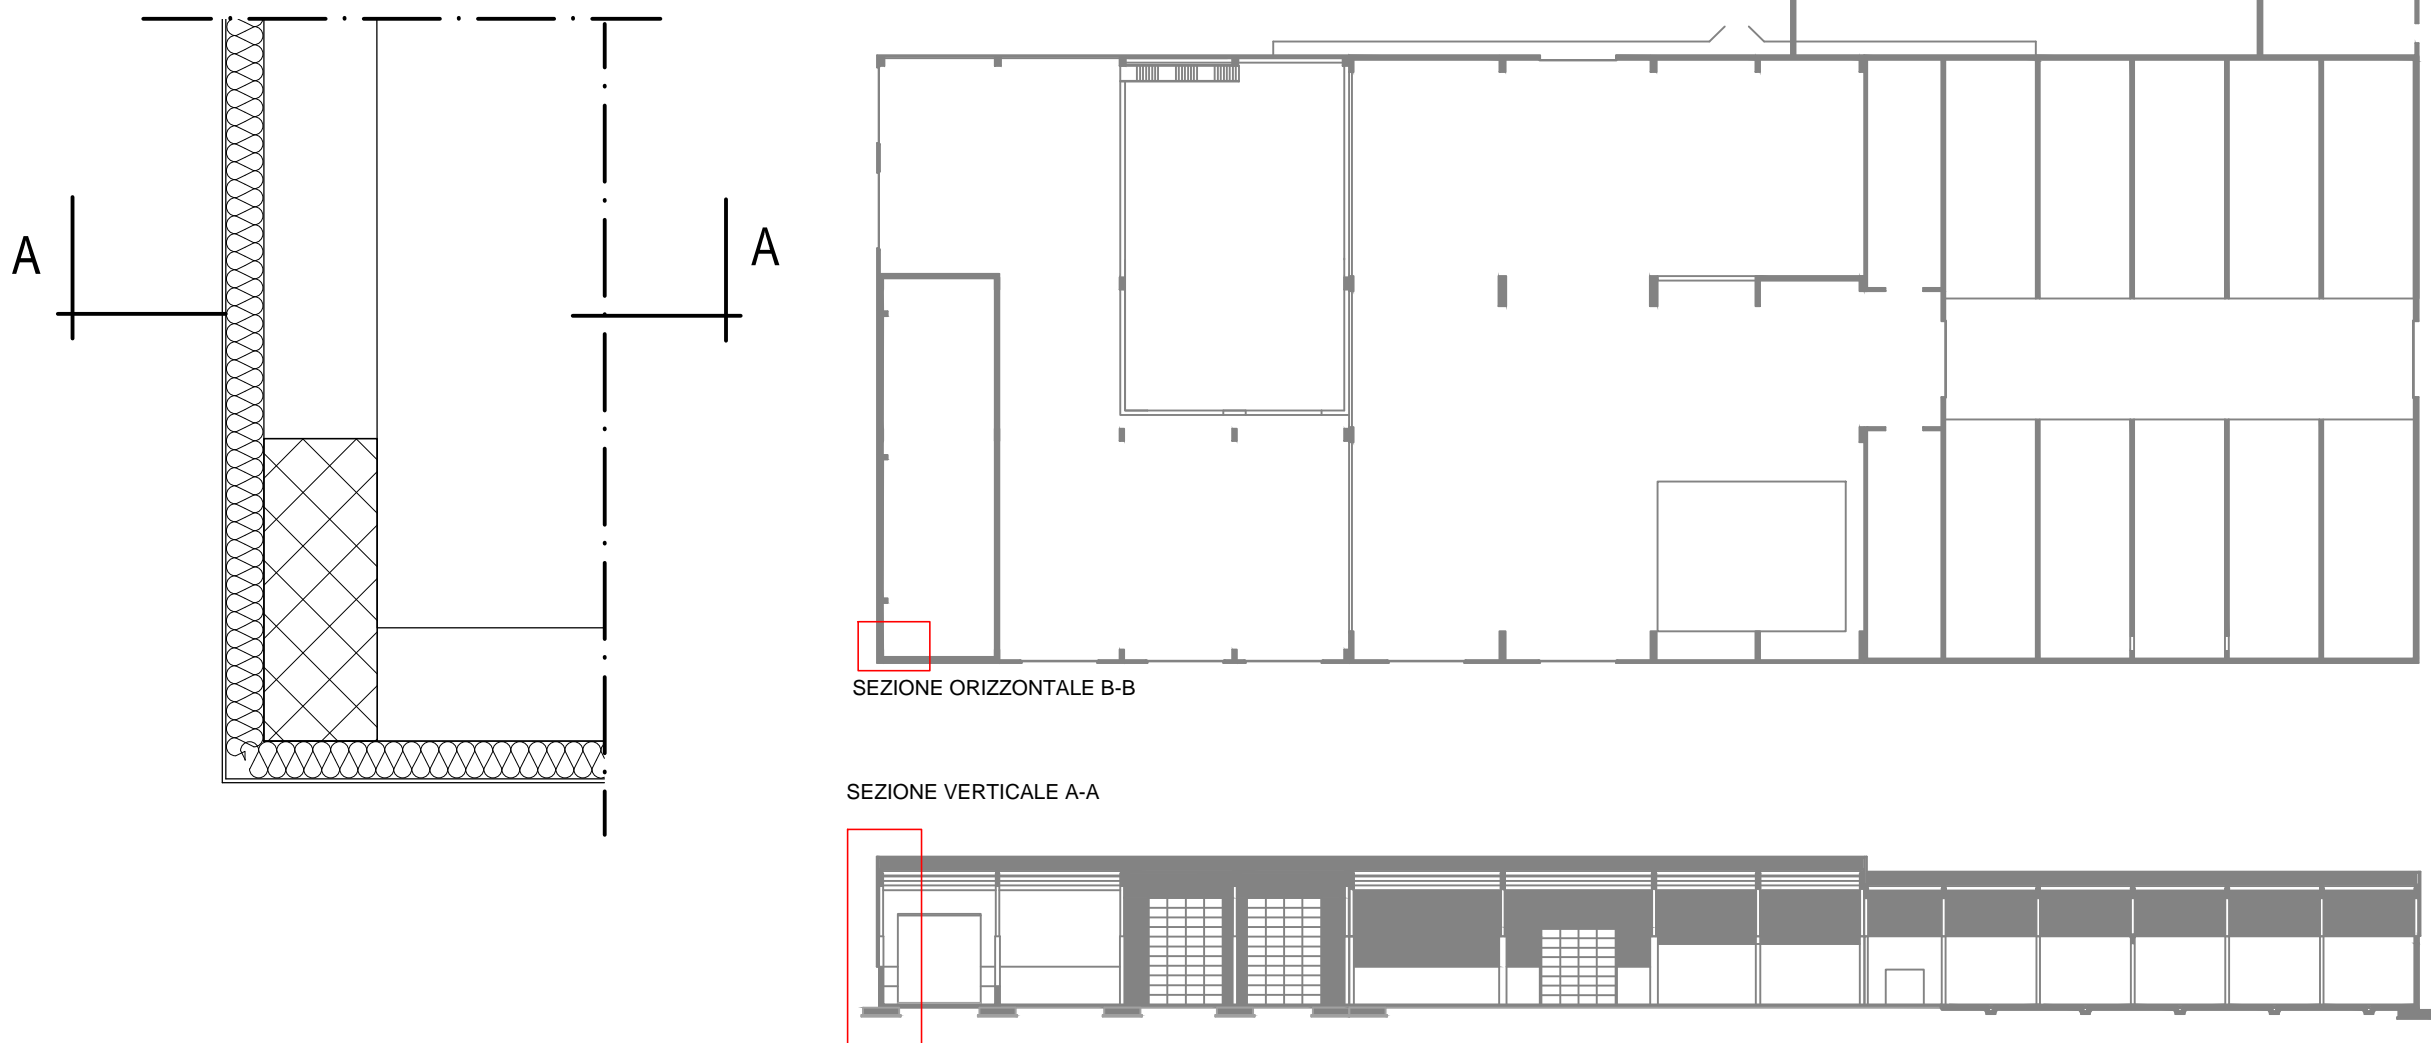 A
A
SEZIONE ORIZZONTALE B-B
SEZIONE VERTICALE A-A